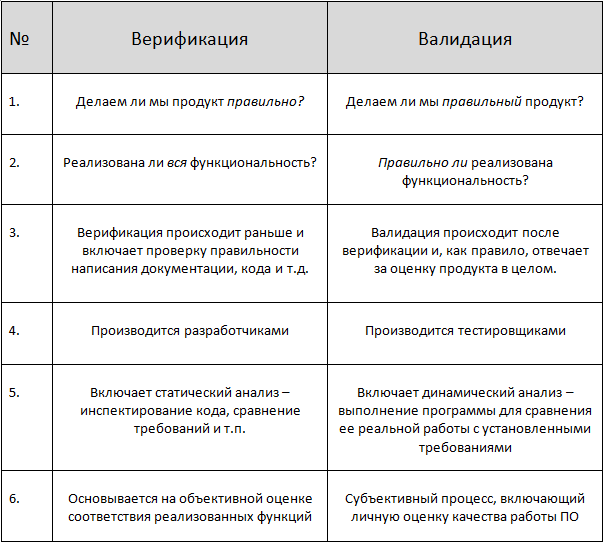 № Верификация Валидация
1. Делаем ли мы продукт правильно? Делаем ли мы правильный продукт?
2. Реализована ли вся функциональность? Правильно ли реализована
функциональность?
3. Верификация происходит раньше и Валидация происходит после
включает проверку правильности верификации и, как правило, отвечает
написания документации, кода и т.д. за оценку продукта в целом.
4. Производится разработчиками Производится тестировщиками
5. Включает статический анализ – Включает динамический анализ –
инспектирование кода, сравнение выполнение программы для сравнения
требований и т.п. ее реальной работы с установленными
требованиями
6. Основывается на объективной оценке Субъективный процесс, включающий
соответствия реализованных функций личную оценку качества работы ПО